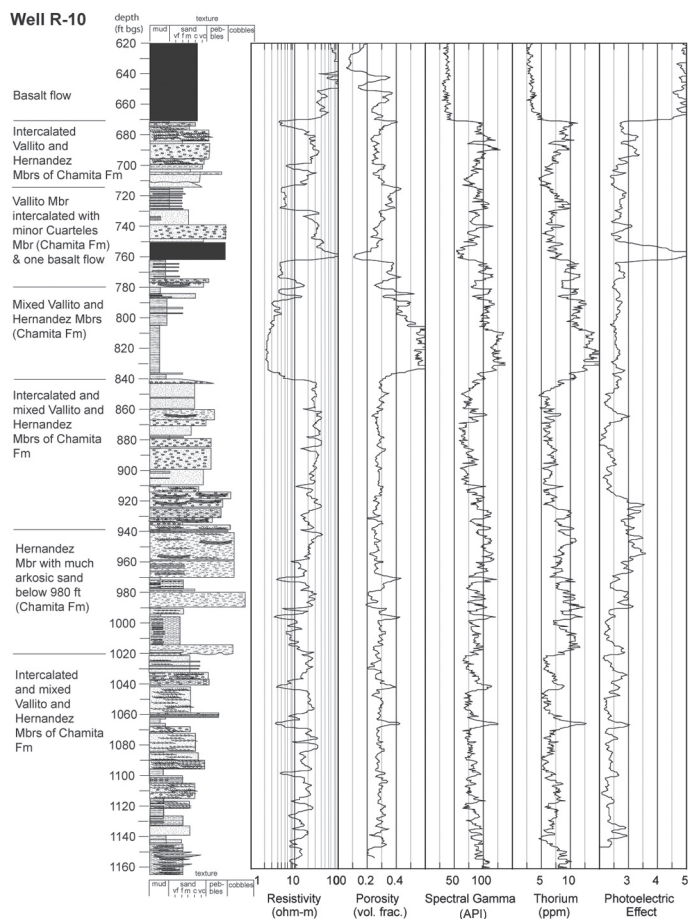 Well R-10
depth
(ft bgs)
texture
mud
sand
vf f m c vc
peb-
bles
cobbles
620
640
660
680
700
720
740
760
780
800
820
840
860
880
900
920
940
960
980
1000
1020
1040
1060
1080
1100
1120
1140
1160
Basalt flow
Intercalated
Vallito and
Hernandez
Mbrs of Chamita Fm
Vallito Mbr
intercalated with
minor Cuarteles
Mbr (Chamita Fm)
& one basalt flow
Mixed Vallito and
Hernandez Mbrs
(Chamita Fm)
Intercalated and
mixed Vallito and
Hernandez
Mbrs of Chamita
Fm
Hernandez
Mbr with much
arkosic sand
below 980 ft
(Chamita Fm)
Intercalated
and mixed
Vallito and
Hernandez
Mbrs of Chamita
Fm
mud
vf f m c vc
sand
peb-
bles
cobbles
texture
1 10 100
Resistivity
(ohm-m)
0.2 0.4
Porosity
(vol. frac.)
50 100
Spectral Gamma
(API)
5 10
Thorium
(ppm)
0 5
Photoelectric
Effect